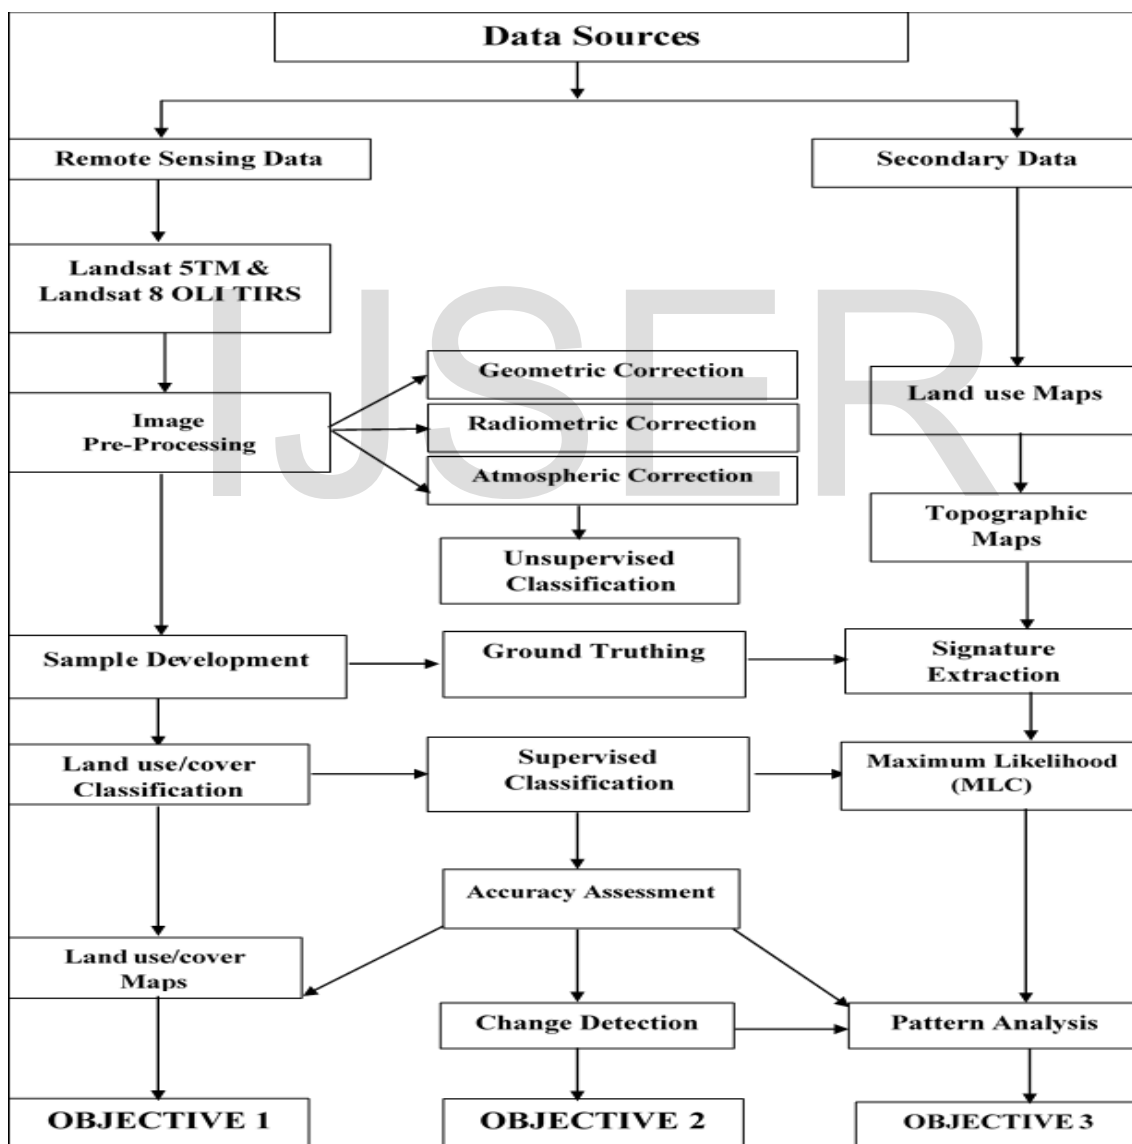 Data Sources
Remote Sensing Data
Secondary Data
Landsat 5TM &
Landsat 8 OLI TIRS
IJSER
Geometric Correction
Land use Maps
Image
Pre-Processing
Radiometric Correction
Atmospheric Correction
Topographic
Maps
Unsupervised
Classification
Sample Development
Ground Truthing
Signature
Extraction
Land use/cover
Classification
Supervised
Classification
Maximum Likelihood
(MLC)
Accuracy Assessment
Land use/cover
Maps
Change Detection
Pattern Analysis
OBJECTIVE 1
OBJECTIVE 2
OBJECTIVE 3